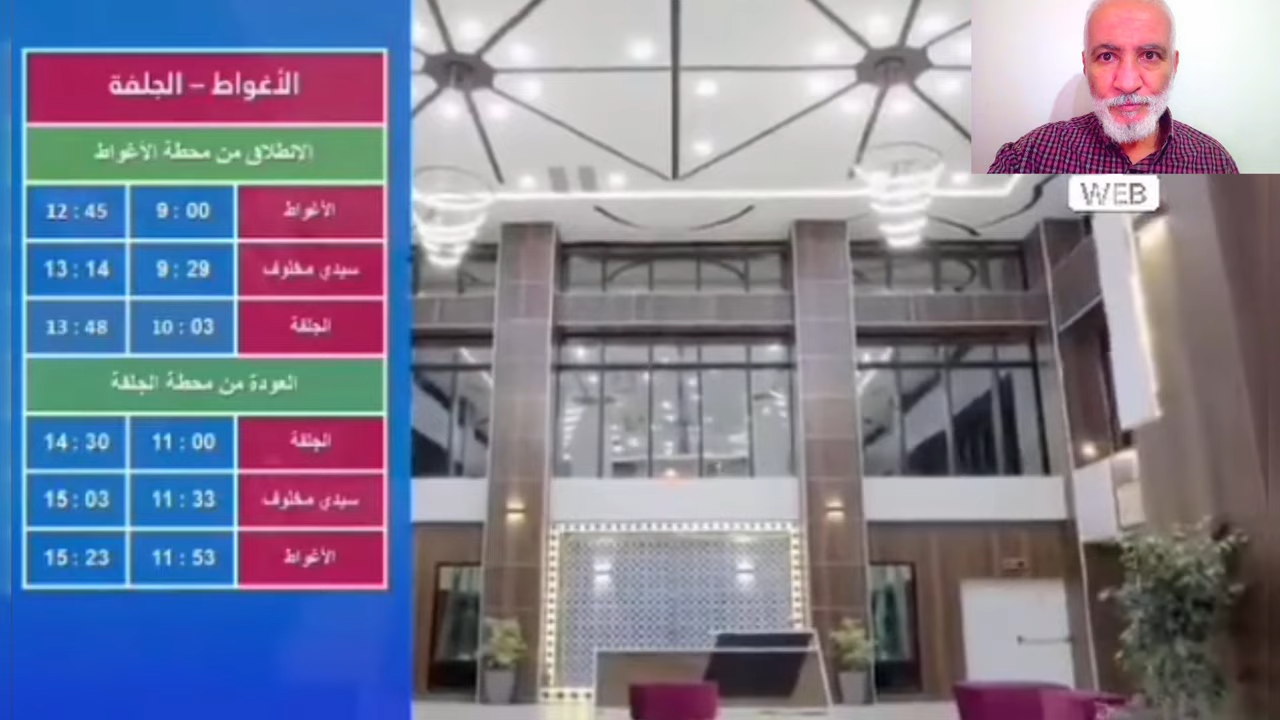 الأغواط – الجلفة
الانطلاق من محطة الأغواط
الأغواط 9 : 00 12 : 45
سيدي مخلوف 9 : 29 13 : 14
الجلفة 10 : 03 13 : 48
العودة من محطة الجلفة
الجلفة 11 : 00 14 : 30
سيدي مخلوف 11 : 33 15 : 03
الأغواط 11 : 53 15 : 23
WEB